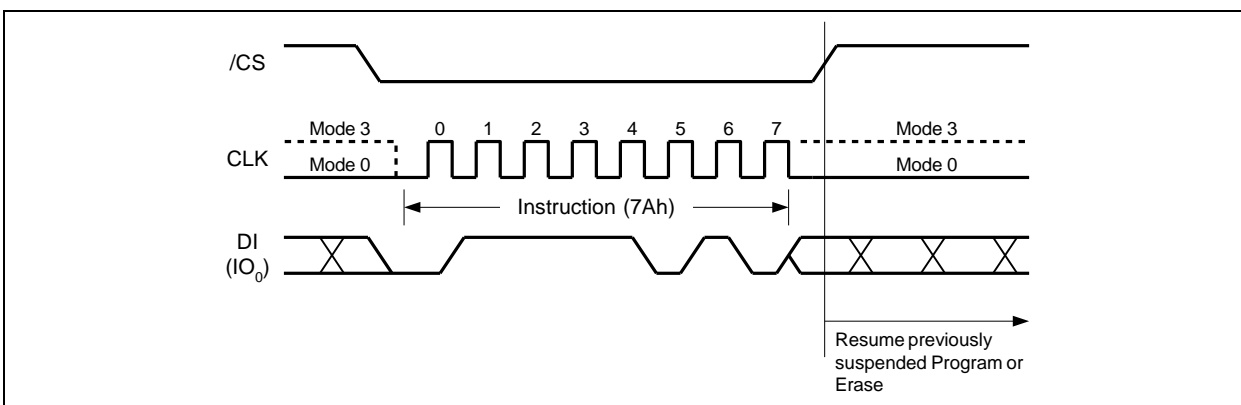 /CS
Mode 3 0 1 2 3 4 5 6 7 Mode 3
CLK
Mode 0 Mode 0
Instruction (7Ah)
DI
(IO0)
Resume previously
suspended Program or
Erase